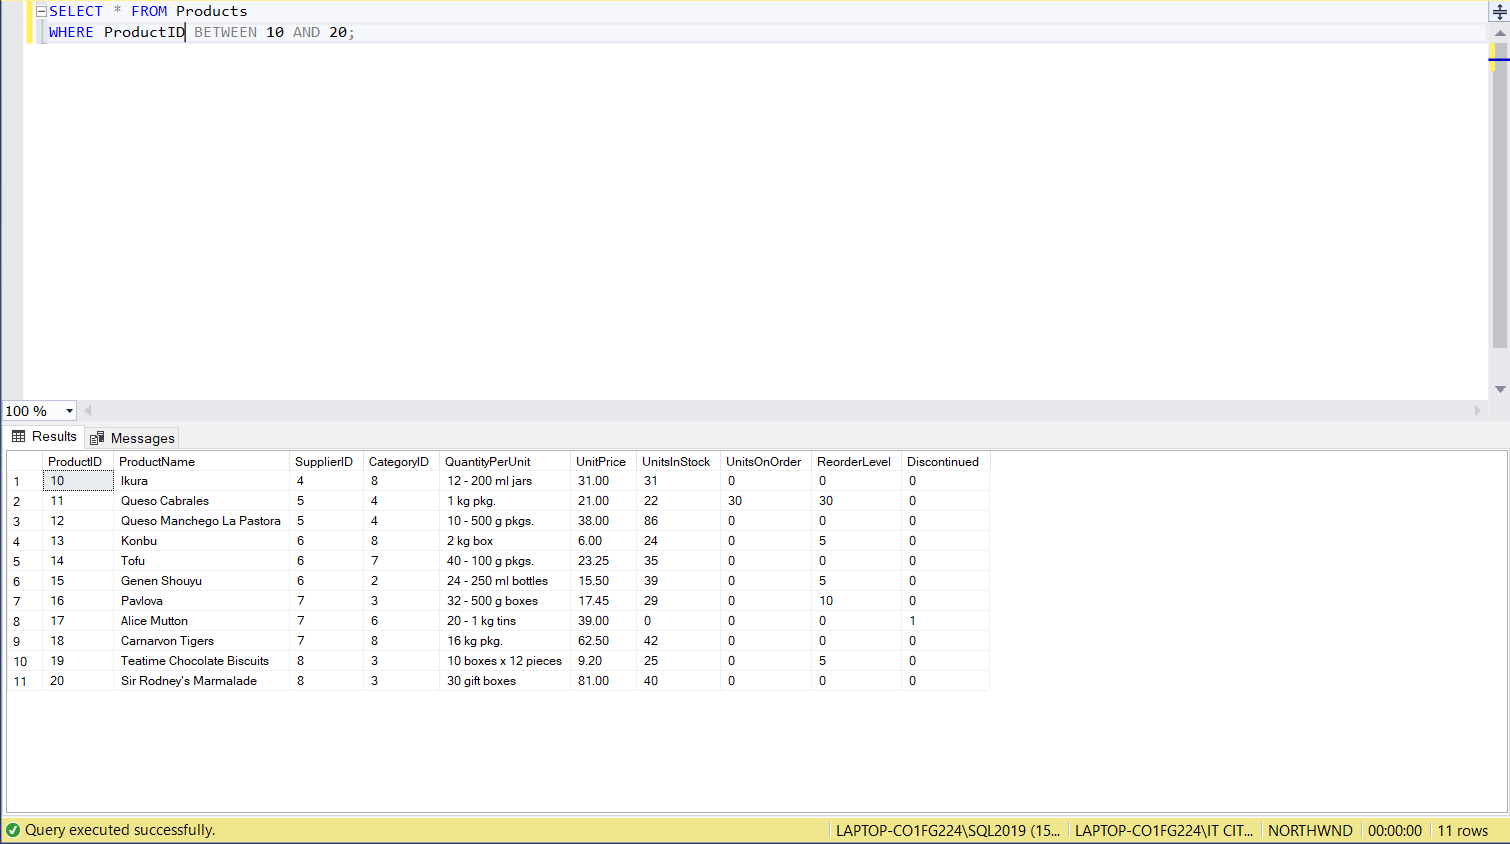 SELECT * FROM Products
WHERE ProductID BETWEEN 10 AND 20;
100 %
Results Messages
ProductID ProductName SupplierID CategoryID QuantityPerUnit UnitPrice UnitsInStock UnitsOnOrder ReorderLevel Discontinued
1 10 Ikura 4 8 12 - 200 ml jars 31.00 31 0 0 0
2 11 Queso Cabrales 5 4 1 kg pkg. 21.00 22 30 30 0
3 12 Queso Manchego La Pastora 5 4 10 - 500 g pkgs. 38.00 86 0 0 0
4 13 Konbu 6 8 2 kg box 6.00 24 0 5 0
5 14 Tofu 6 7 40 - 100 g pkgs. 23.25 35 0 0 0
6 15 Genen Shouyu 6 2 24 - 250 ml bottles 15.50 39 0 5 0
7 16 Pavlova 7 3 32 - 500 g boxes 17.45 29 0 10 0
8 17 Alice Mutton 7 6 20 - 1 kg tins 39.00 0 0 0 1
9 18 Carnarvon Tigers 7 8 16 kg pkg. 62.50 42 0 0 0
10 19 Teatime Chocolate Biscuits 8 3 10 boxes x 12 pieces 9.20 25 0 5 0
11 20 Sir Rodney's Marmalade 8 3 30 gift boxes 81.00 40 0 0 0
Query executed successfully. LAPTOP-CO1FG224\SQL2019 (15... LAPTOP-CO1FG224\IT CIT... NORTHWND 00:00:00 11 rows